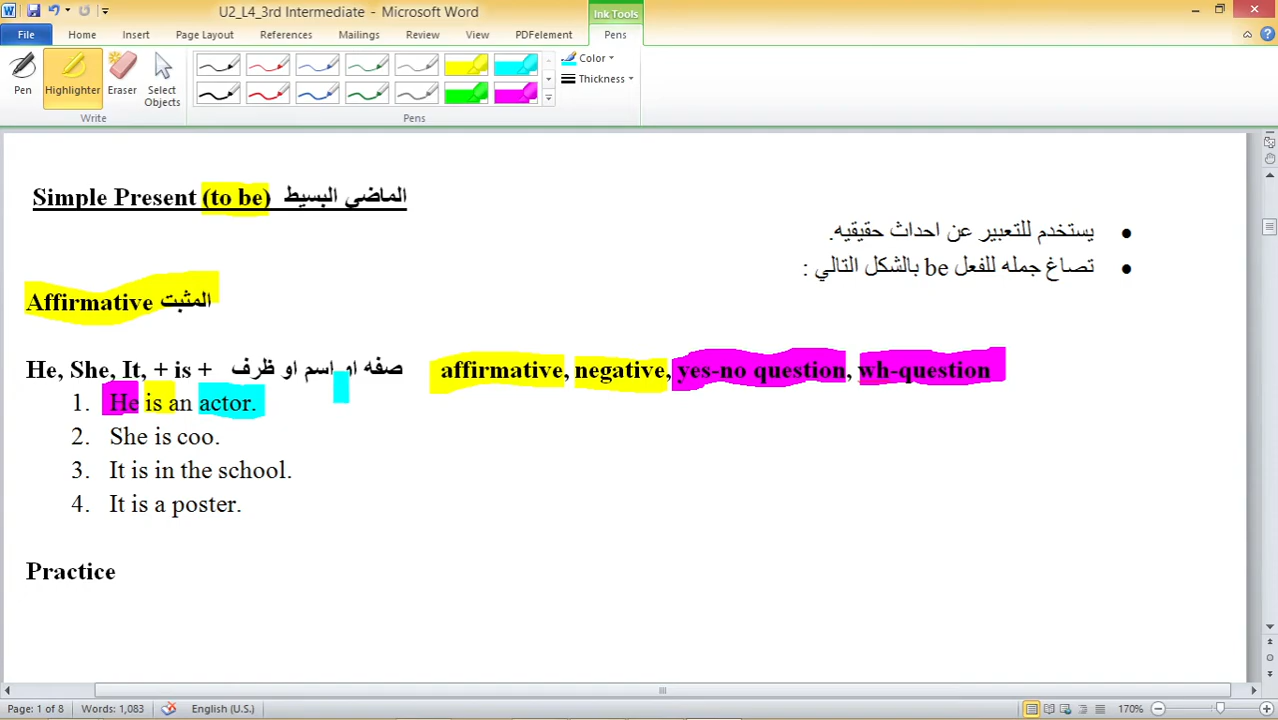 U2_L4_3rd Intermediate - Microsoft Word
Ink Tools
File Home Insert Page Layout References Mailings Review View PDFelement Pens
Pen Highlighter Eraser Select Objects
Color
Thickness
Write Pens
Simple Present (to be) الماضي البسيط
يستخدم للتعبير عن احداث حقيقيه.
تصاغ جمله للفعل be بالشكل التالي :
Affirmative المثبت
He, She, It, + is + صفه او اسم او ظرف affirmative, negative, yes-no question, wh-question
1. He is an actor.
2. She is coo.
3. It is in the school.
4. It is a poster.
Practice
Page: 1 of 8 Words: 1,083 English (U.S.) 170%